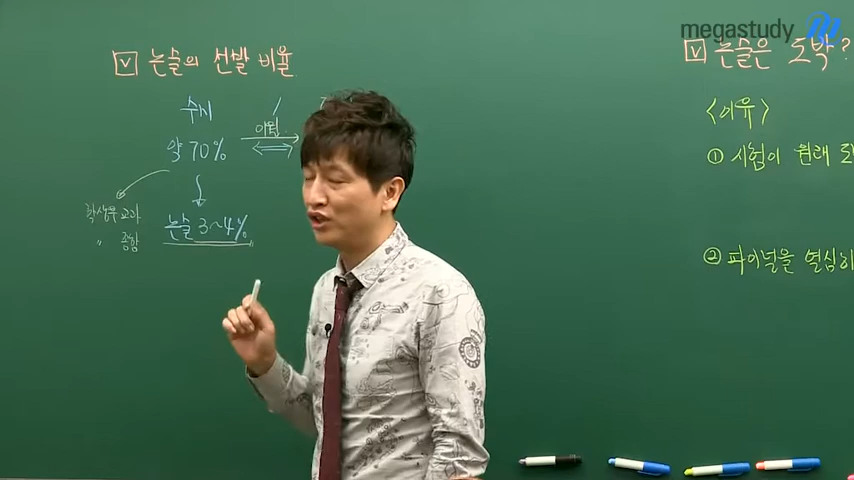 megastudy
V 논술의 선발 비율
수시
이월
약 70%
논술 3~4%
학생부 교과
〃 종합
V 논술은 도박?
<이유>
① 시험이 원래
② 파이널을 열심히